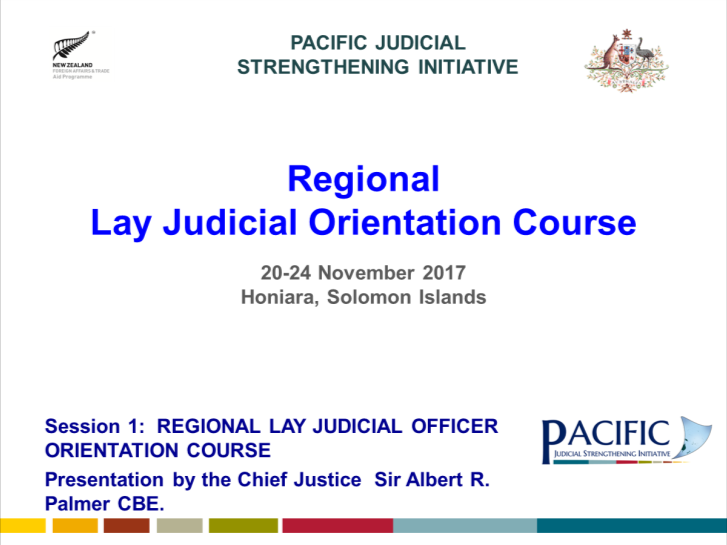 PACIFIC JUDICIAL
STRENGTHENING INITIATIVE
NEW ZEALAND
FOREIGN AFFAIRS & TRADE
Aid Programme
Regional
Lay Judicial Orientation Course
20-24 November 2017
Honiara, Solomon Islands
Session 1: REGIONAL LAY JUDICIAL OFFICER
ORIENTATION COURSE
Presentation by the Chief Justice Sir Albert R.
Palmer CBE.
PACIFIC
JUDICIAL STRENGTHENING INITIATIVE